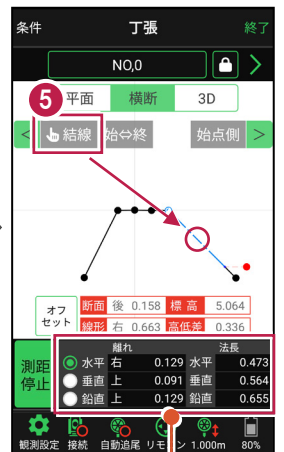 条件 丁張 終了
NO,0 >
5 平面 横断 3D
< 結線 始⇔終 始点側 >
オフセット 断面 後 0.158 標高 5.064
線形 右 0.663 高低差 0.336
離れ 法長
測距停止 水平 右 0.129 水平 0.473
垂直 上 0.091 垂直 0.564
鉛直 上 0.129 鉛直 0.655
観測設定 接続 自動追尾 リモ ン 1.000m 80%